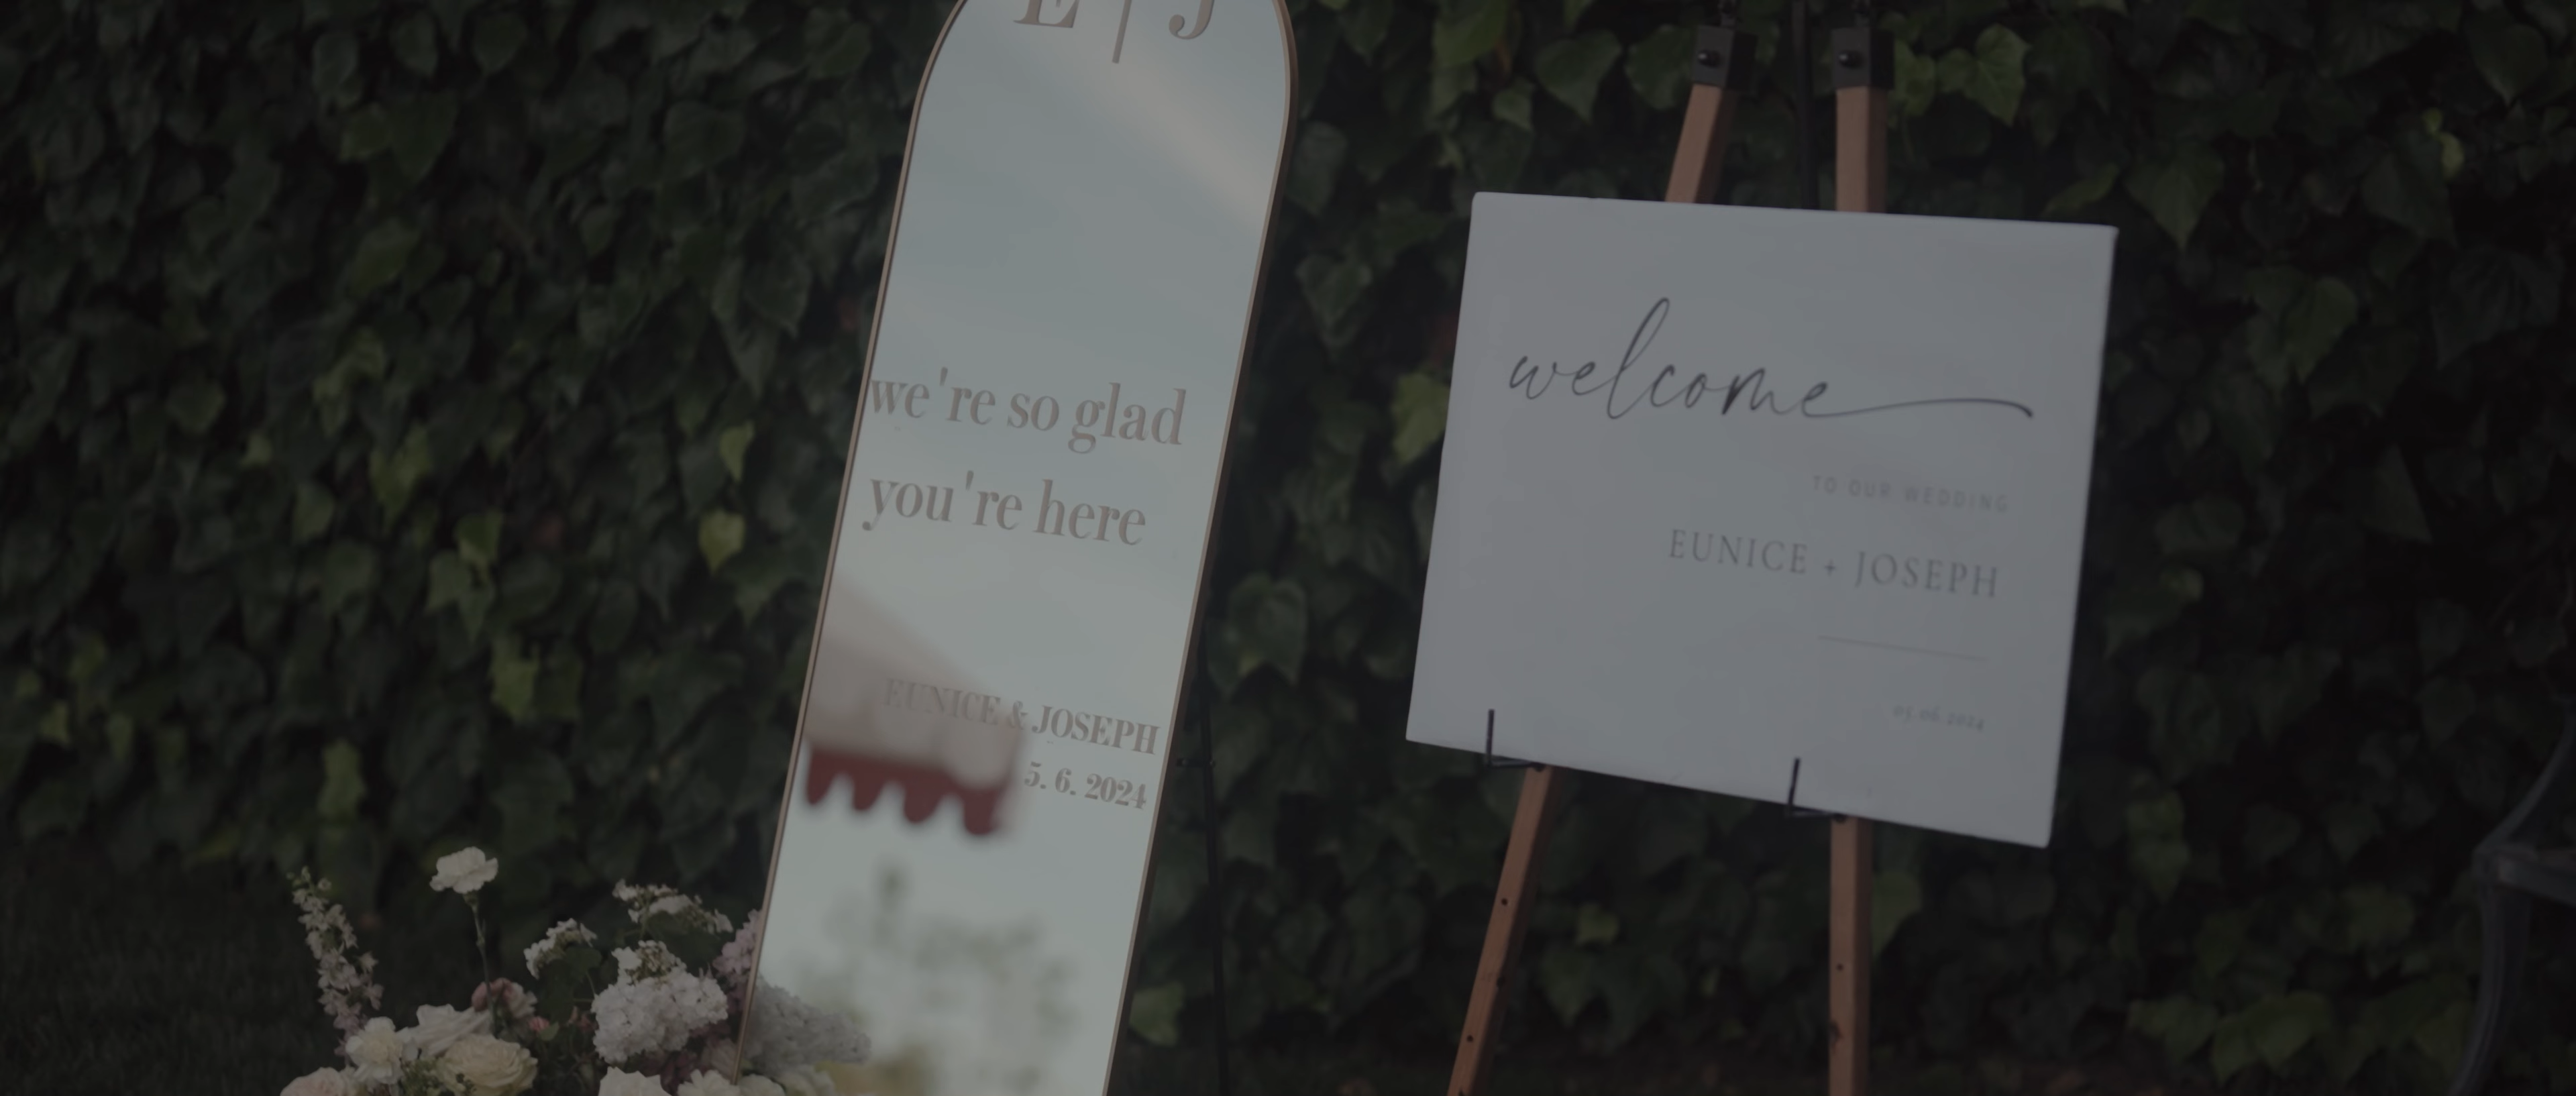 E | J
we're so glad
you're here
EUNICE & JOSEPH
5. 6. 2024
welcome
TO OUR WEDDING
EUNICE + JOSEPH
05.06.2024